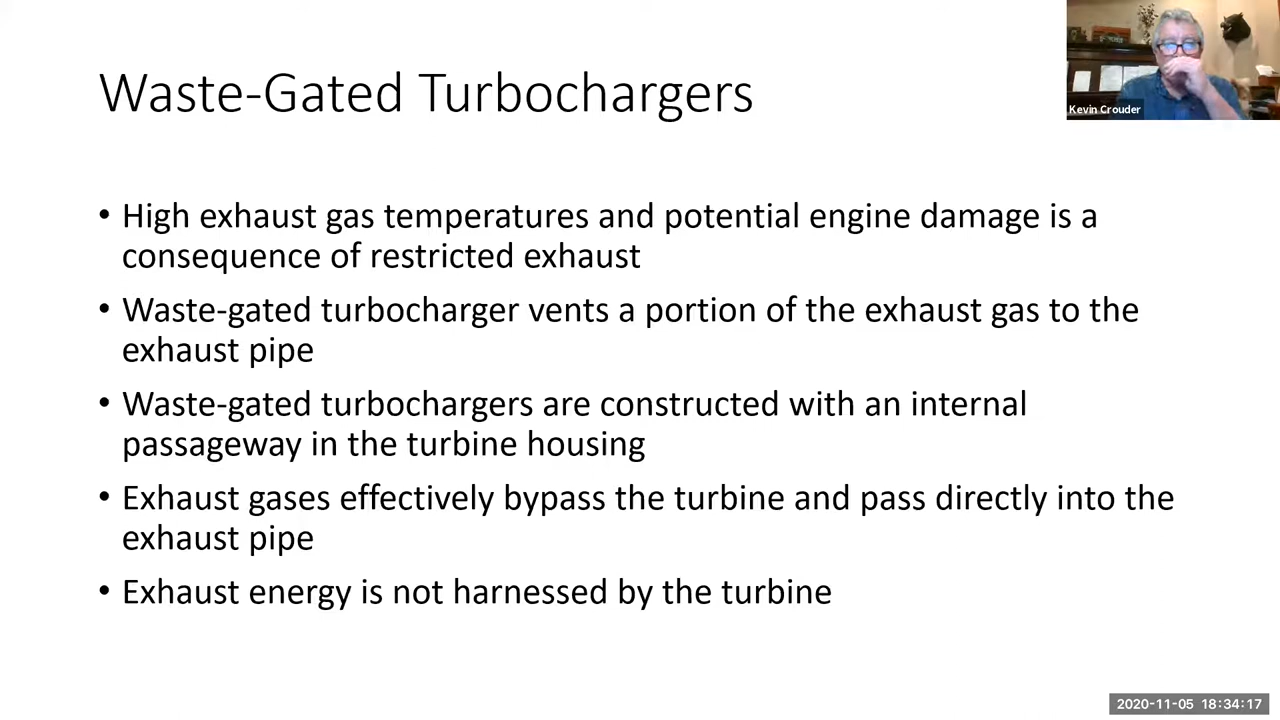 Waste-Gated Turbochargers
Kevin Crouder
• High exhaust gas temperatures and potential engine damage is a
consequence of restricted exhaust
• Waste-gated turbocharger vents a portion of the exhaust gas to the
exhaust pipe
• Waste-gated turbochargers are constructed with an internal
passageway in the turbine housing
• Exhaust gases effectively bypass the turbine and pass directly into the
exhaust pipe
• Exhaust energy is not harnessed by the turbine
2020-11-05 18:34:17